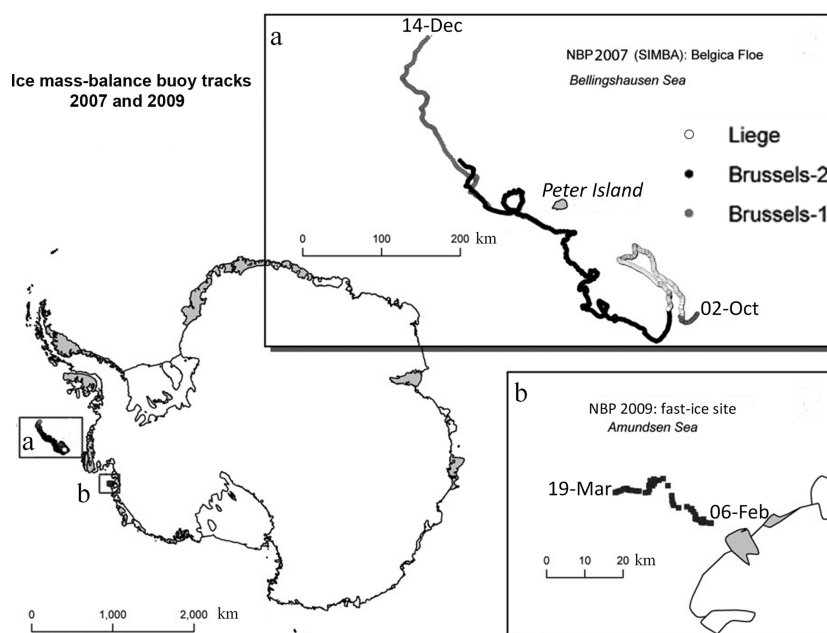 Ice mass-balance buoy tracks
2007 and 2009
a
14-Dec
NBP2007 (SIMBA): Belgica Floe
Bellingshausen Sea
Liege
Brussels-2
Brussels-1
Peter Island
0 100 200 km
02-Oct
a
b
0 1,000 2,000 km
b
NBP 2009: fast-ice site
Amundsen Sea
19-Mar
06-Feb
0 10 20
km